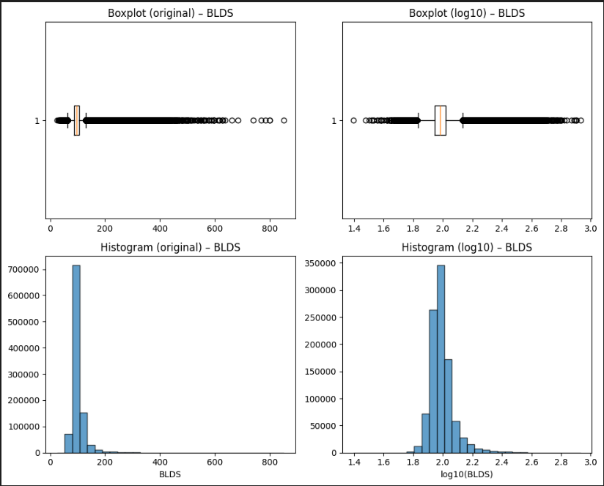 Boxplot (original) – BLDS
1
0 200 400 600 800
Boxplot (log10) – BLDS
1
1.4 1.6 1.8 2.0 2.2 2.4 2.6 2.8 3.0
Histogram (original) – BLDS
700000
600000
500000
400000
300000
200000
100000
0
0 200 400 600 800
BLDS
Histogram (log10) – BLDS
350000
300000
250000
200000
150000
100000
50000
0
1.4 1.6 1.8 2.0 2.2 2.4 2.6 2.8 3.0
log10(BLDS)